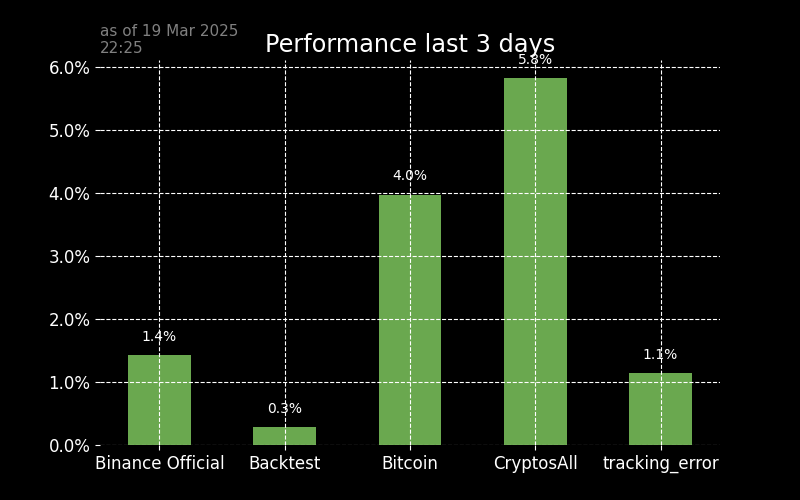 as of 19 Mar 2025
22:25
Performance last 3 days
6.0%
5.0%
4.0%
3.0%
2.0%
1.0%
0.0%
1.4%
0.3%
4.0%
5.8%
1.1%
Binance Official
Backtest
Bitcoin
CryptosAll
tracking_error